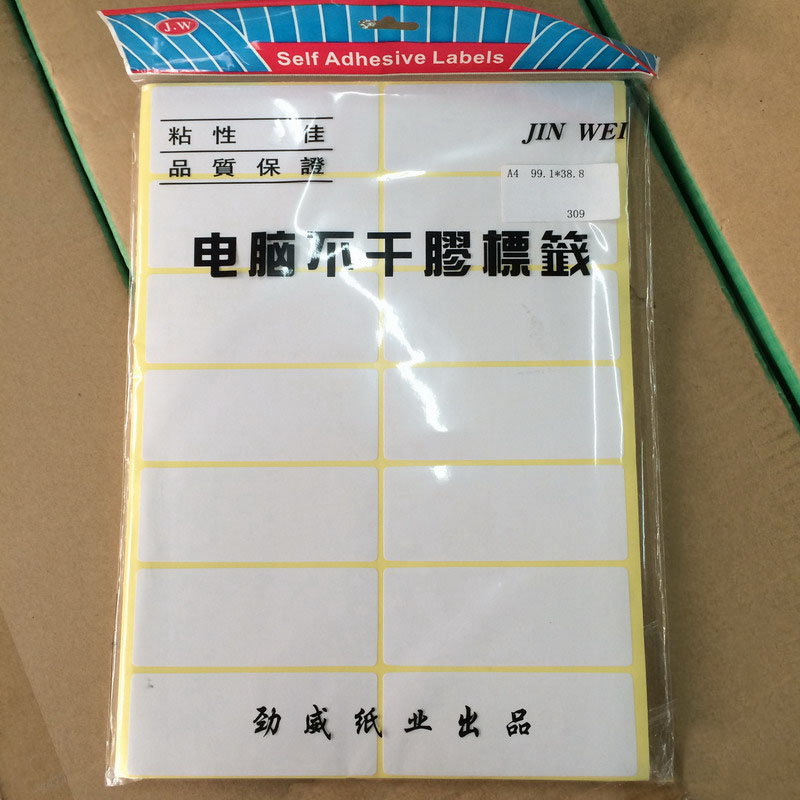 J.W
Self Adhesive Labels
粘性 佳
品質保證
JIN WEI
A4 99.1*38.8
309
电脑不干膠標籤
劲威纸业出品